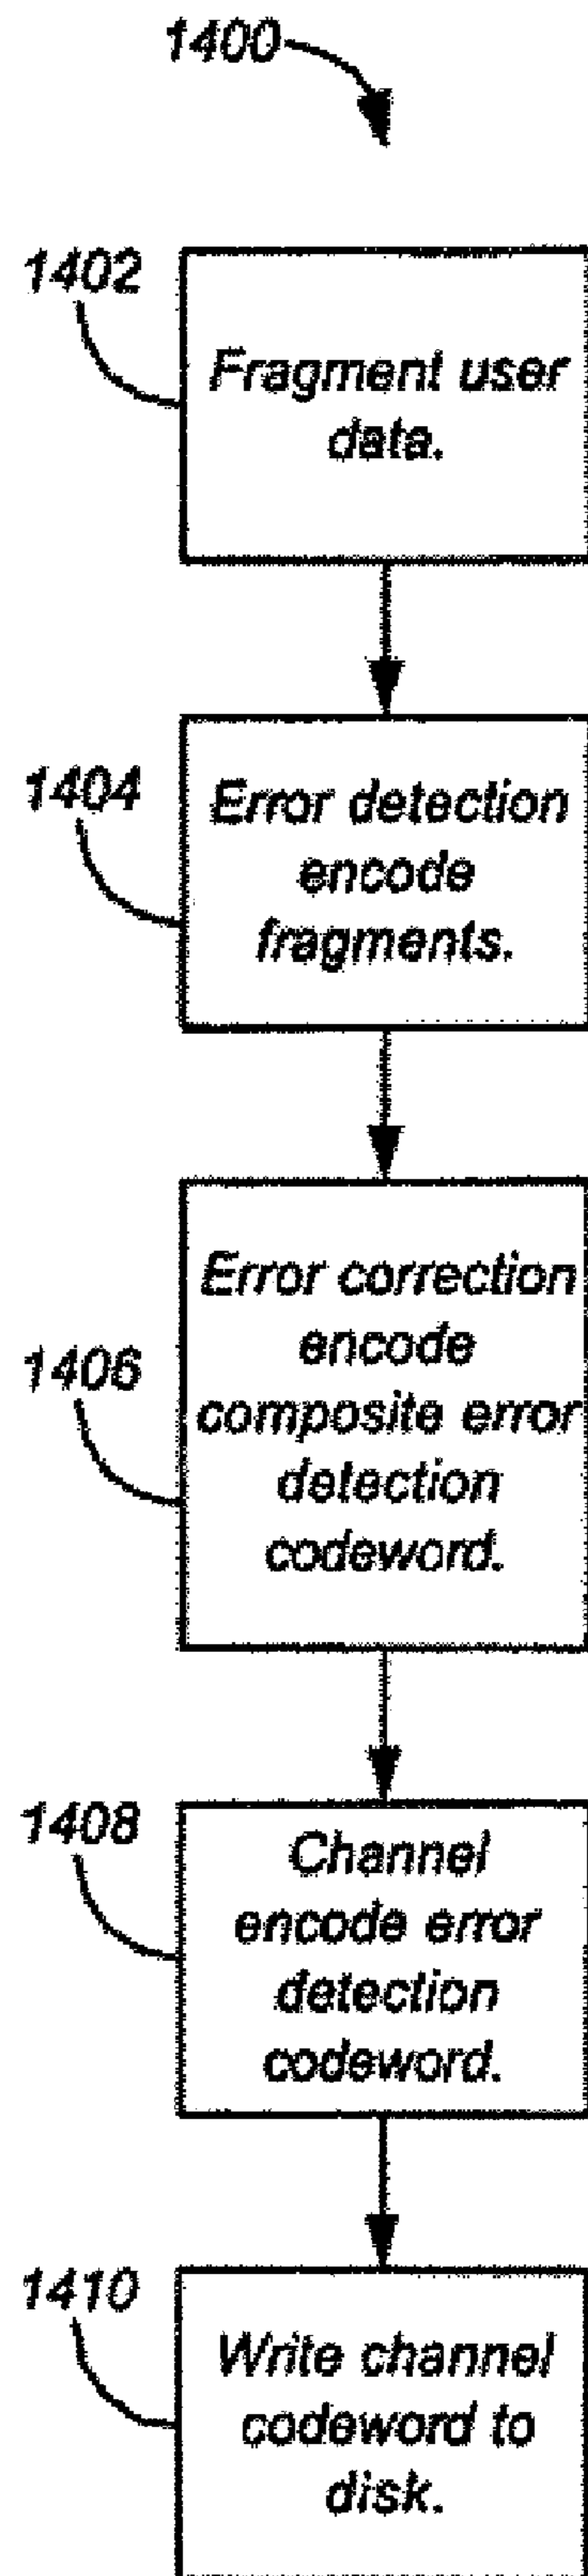 1400
1402
Fragment user
data.
1404
Error detection
encode
fragments.
Error correction
encode
1406
composite error
detection
codeword.
1408
Channel
encode error
detection
codeword.
1410
Write channel
codeword to
disk.